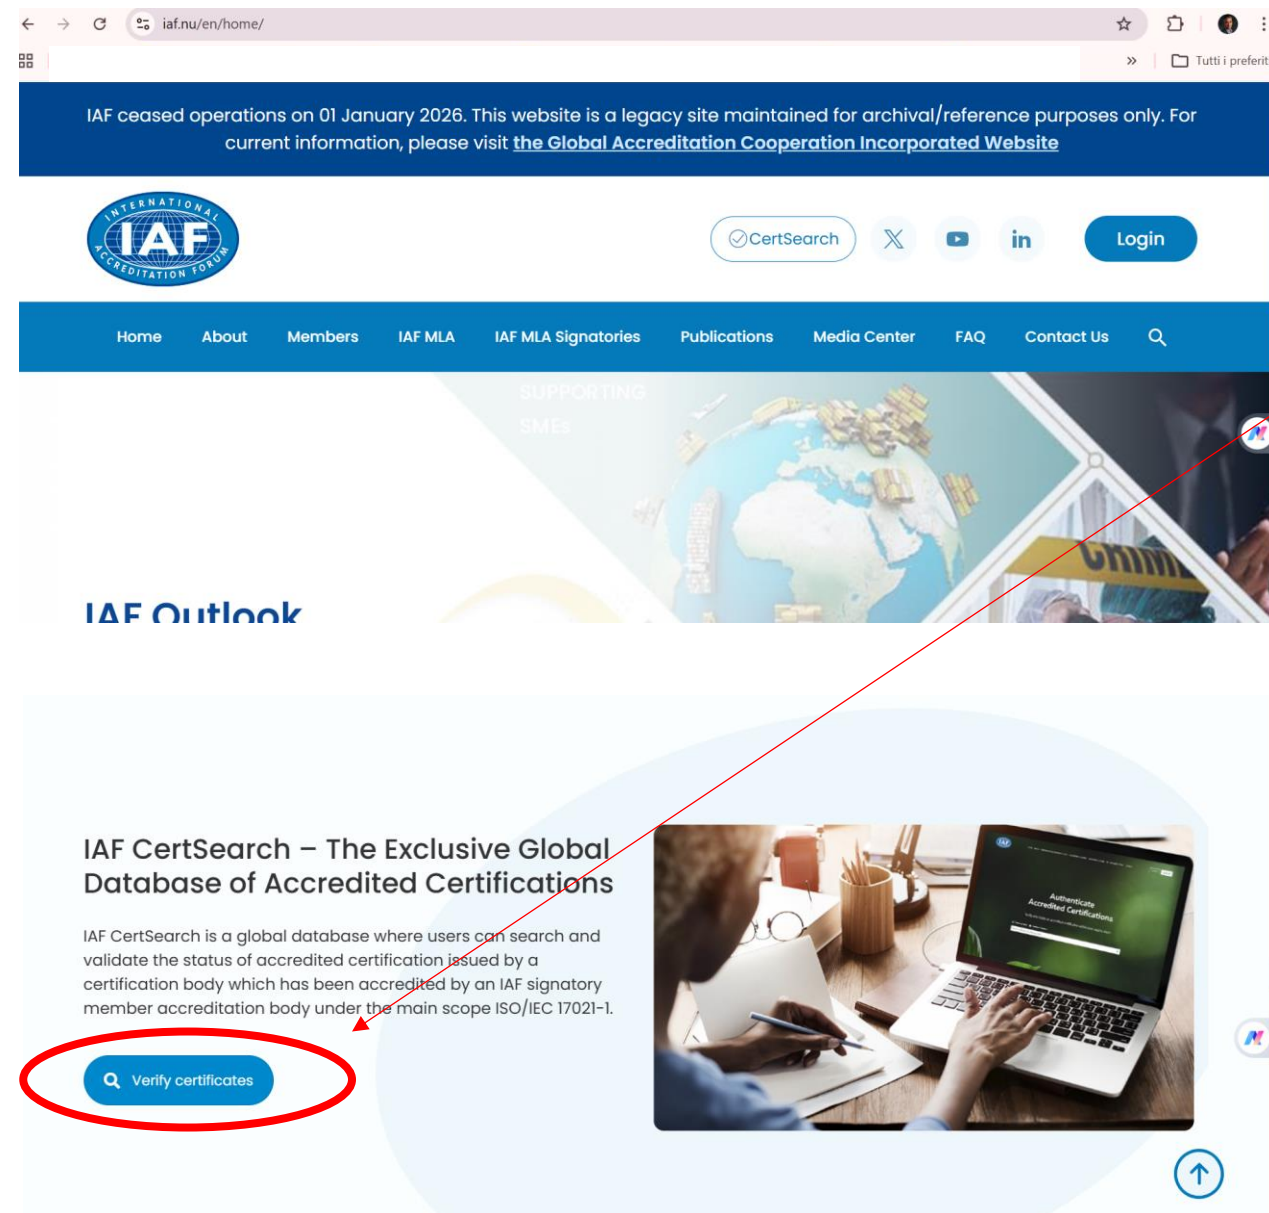 iaf.nu/en/home/
Tutti i preferit
IAF ceased operations on 01 January 2026. This website is a legacy site maintained for archival/reference purposes only. For
current information, please visit the Global Accreditation Cooperation Incorporated Website
INTERNATIONAL
IAF
ACCREDITATION FORUM
CertSearch
Login
Home About Members IAF MLA IAF MLA Signatories Publications Media Center FAQ Contact Us
SUPPORTING
SMEs
CRIME
IAF Outlook
IAF CertSearch – The Exclusive Global
Database of Accredited Certifications
IAF CertSearch is a global database where users can search and
validate the status of accredited certification issued by a
certification body which has been accredited by an IAF signatory
member accreditation body under the main scope ISO/IEC 17021-1.
Authenticate
Accredited Certifications
Verify certificates